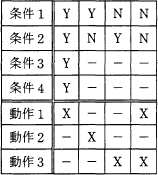 条件1 Y Y N N
条件2 Y N Y N
条件3 Y － － －
条件4 Y － － －
動作1 X － － X
動作2 － X － －
動作3 － － X X